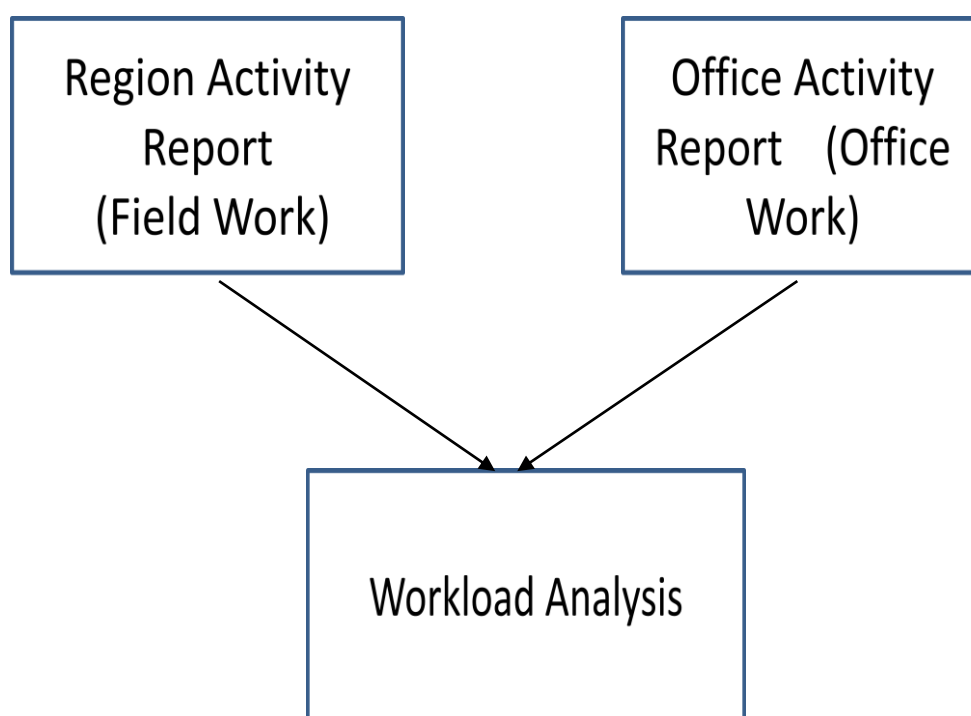 Region Activity
Report
(Field Work)
Office Activity
Report (Office
Work)
Workload Analysis